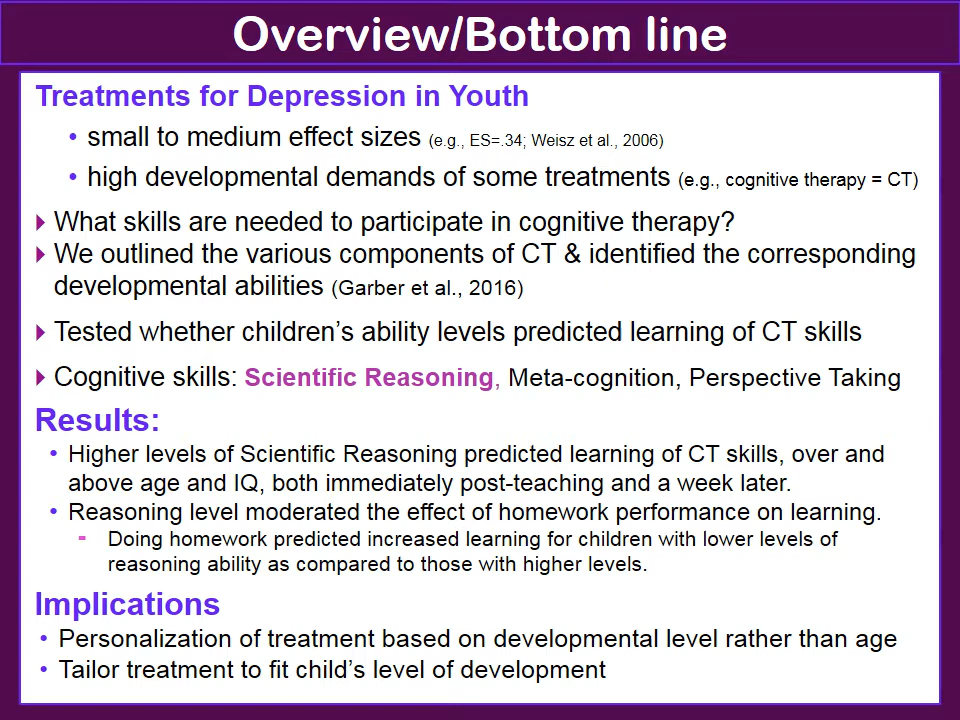 Overview/Bottom line
Treatments for Depression in Youth
• small to medium effect sizes (e.g., ES=.34; Weisz et al., 2006)
• high developmental demands of some treatments (e.g., cognitive therapy = CT)
What skills are needed to participate in cognitive therapy?
We outlined the various components of CT & identified the corresponding
developmental abilities (Garber et al., 2016)
Tested whether children’s ability levels predicted learning of CT skills
Cognitive skills: Scientific Reasoning, Meta-cognition, Perspective Taking
Results:
• Higher levels of Scientific Reasoning predicted learning of CT skills, over and
above age and IQ, both immediately post-teaching and a week later.
• Reasoning level moderated the effect of homework performance on learning.
- Doing homework predicted increased learning for children with lower levels of
reasoning ability as compared to those with higher levels.
Implications
• Personalization of treatment based on developmental level rather than age
• Tailor treatment to fit child’s level of development